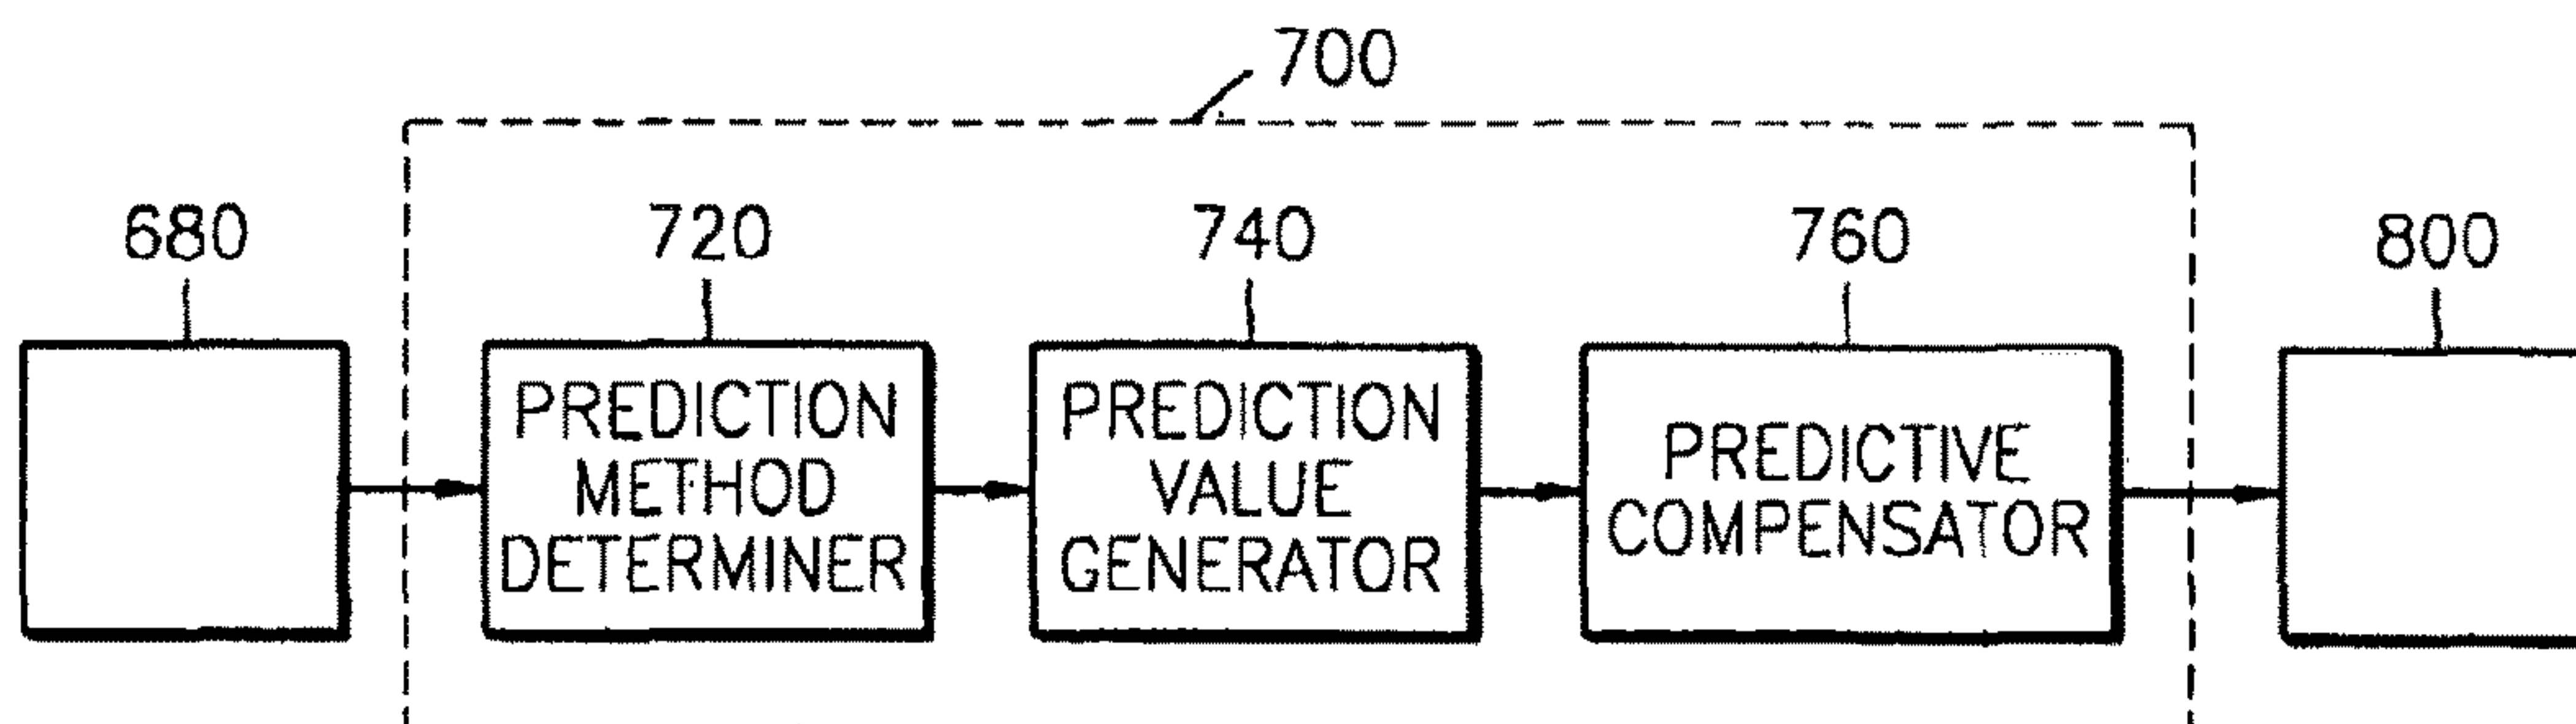 700
680
720
740
760
800
PREDICTION
METHOD
DETERMINER
PREDICTION
VALUE
GENERATOR
PREDICTIVE
COMPENSATOR